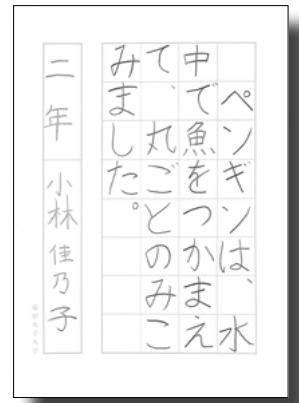 ペンギンは、水
中で魚をつかまえ
て、丸ごとのみこ
みました。
二年 小林佳乃子